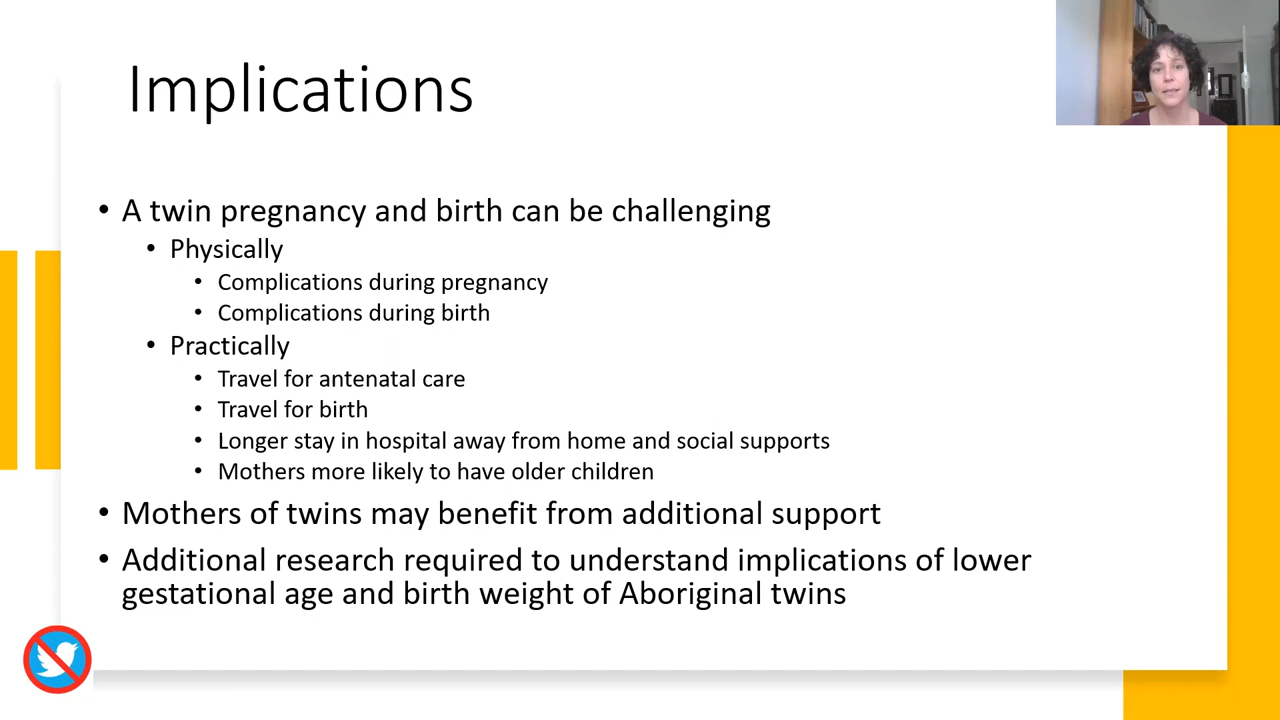 Implications
• A twin pregnancy and birth can be challenging
• Physically
• Complications during pregnancy
• Complications during birth
• Practically
• Travel for antenatal care
• Travel for birth
• Longer stay in hospital away from home and social supports
• Mothers more likely to have older children
• Mothers of twins may benefit from additional support
• Additional research required to understand implications of lower
gestational age and birth weight of Aboriginal twins